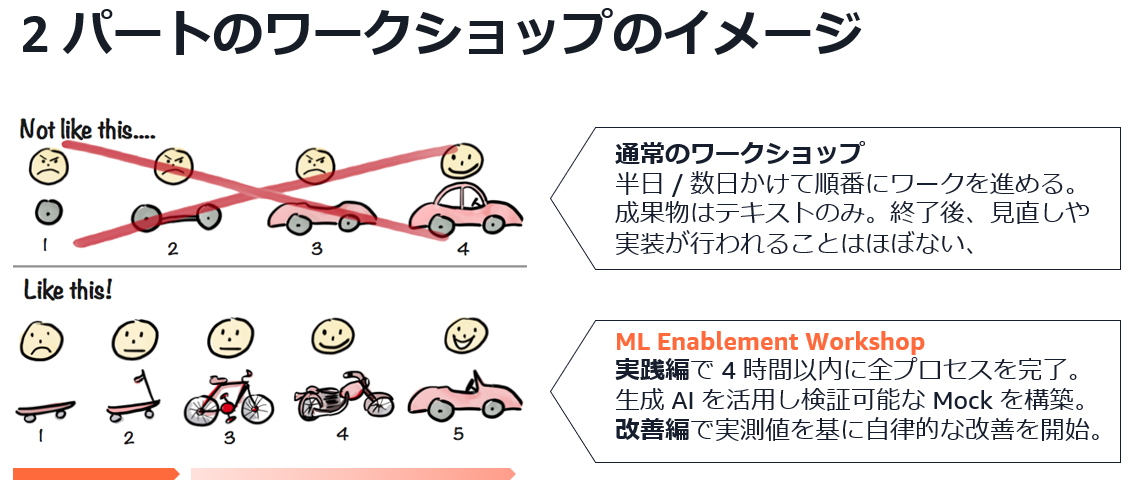 2 パートのワークショップのイメージ
Not like this....
1
2
3
4
Like this!
1
2
3
4
5
通常のワークショップ
半日 / 数日かけて順番にワークを進める。
成果物はテキストのみ。終了後、見直しや
実装が行われることはほぼない、
ML Enablement Workshop
実践編で 4 時間以内に全プロセスを完了。
生成 AI を活用し検証可能な Mock を構築。
改善編で実測値を基に自律的な改善を開始。